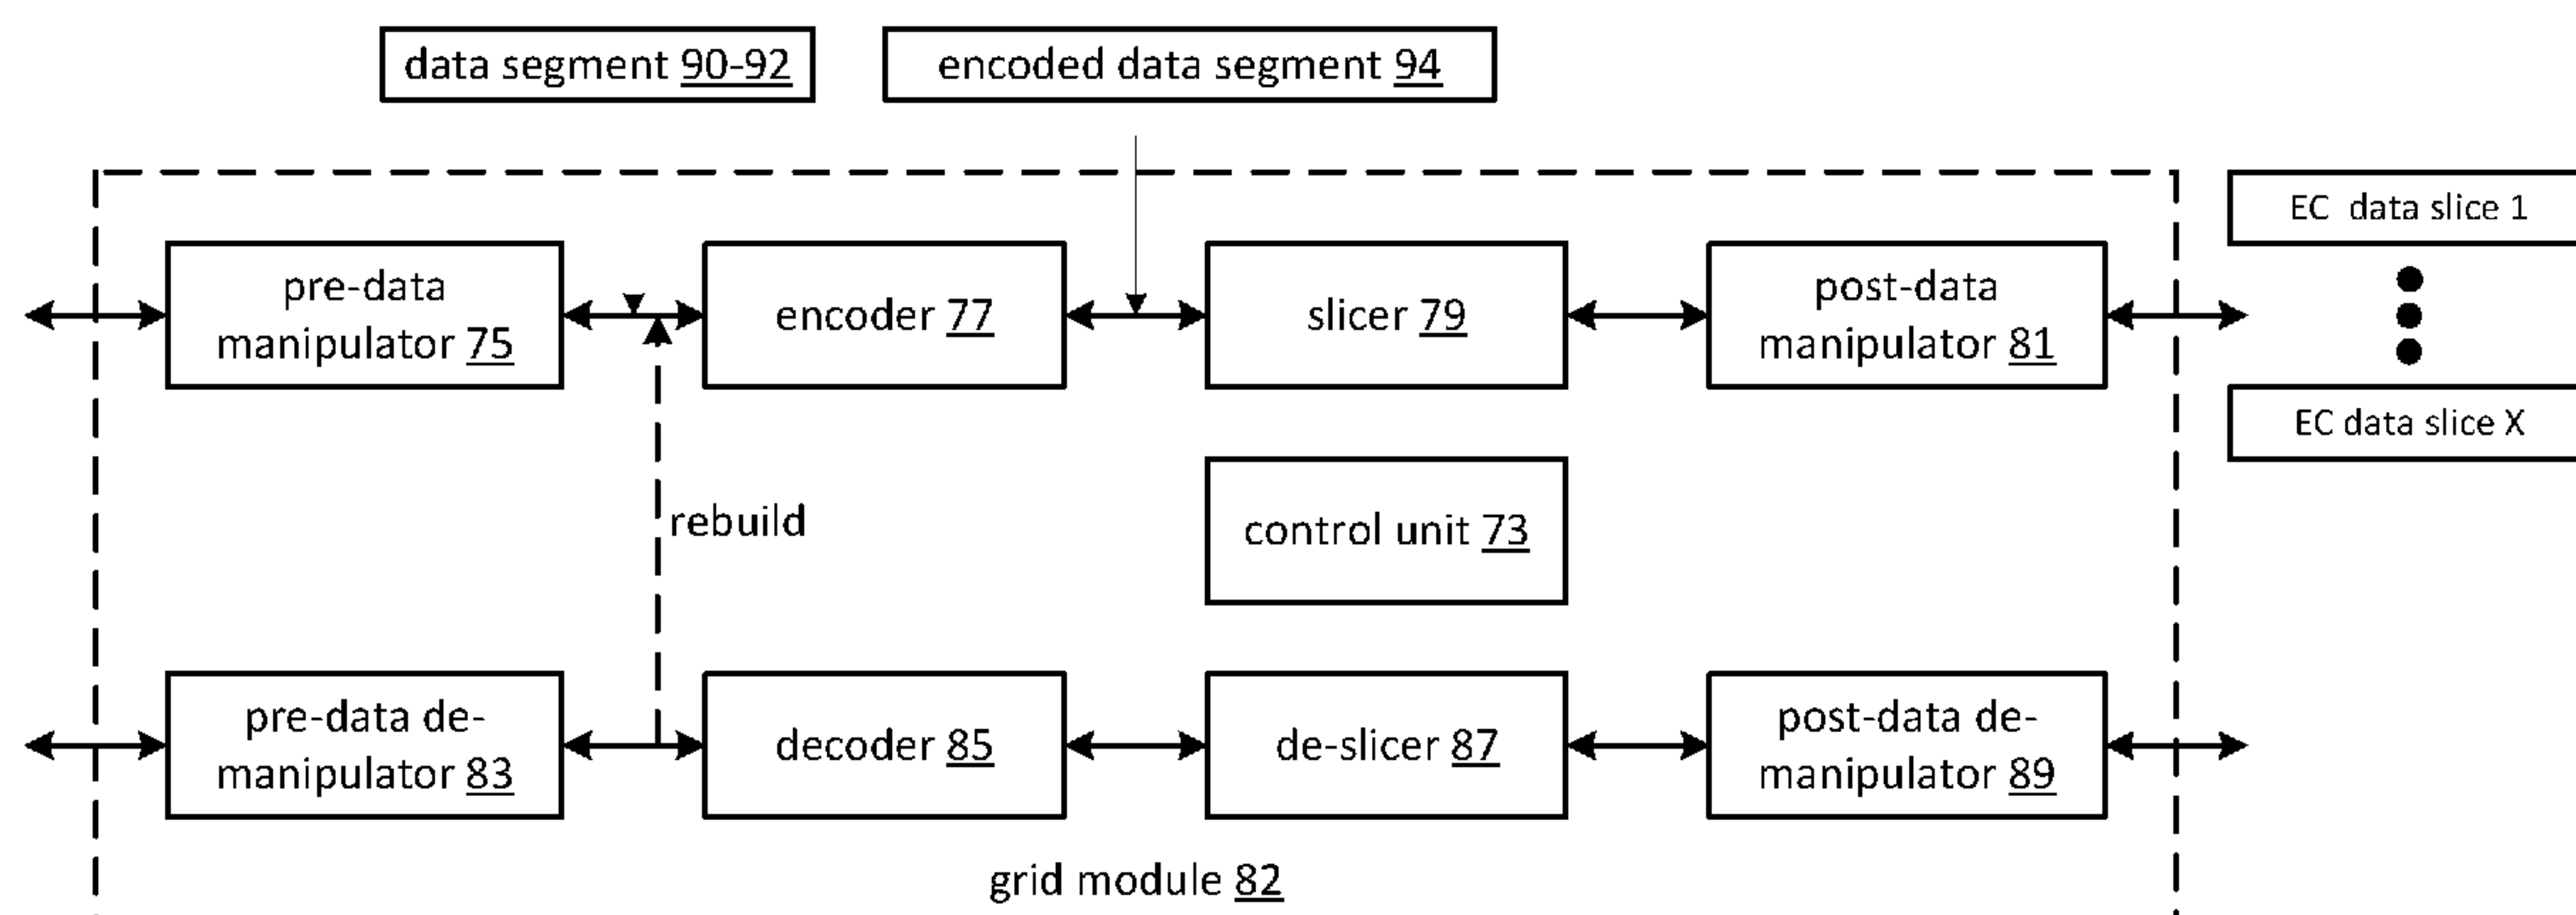 data segment 90-92
encoded data segment 94
EC data slice 1
pre-data
manipulator 75
encoder 77
slicer 79
post-data
manipulator 81
EC data slice X
rebuild
control unit 73
pre-data de-
manipulator 83
decoder 85
de-slicer 87
post-data de-
manipulator 89
grid module 82